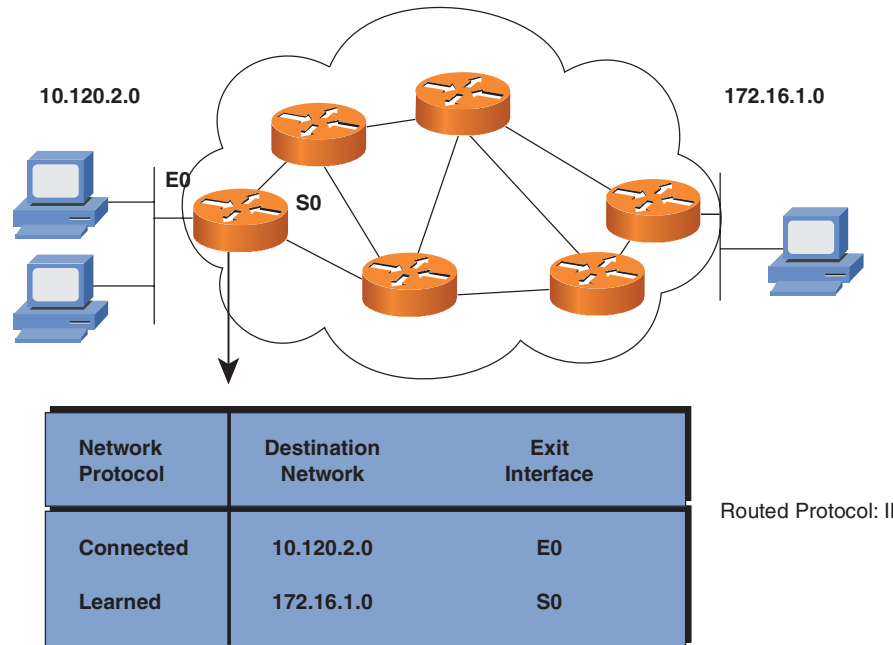 10.120.2.0
172.16.1.0
E0
S0
Network Protocol
Destination Network
Exit Interface
Connected 10.120.2.0 E0
Learned 172.16.1.0 S0
Routed Protocol: